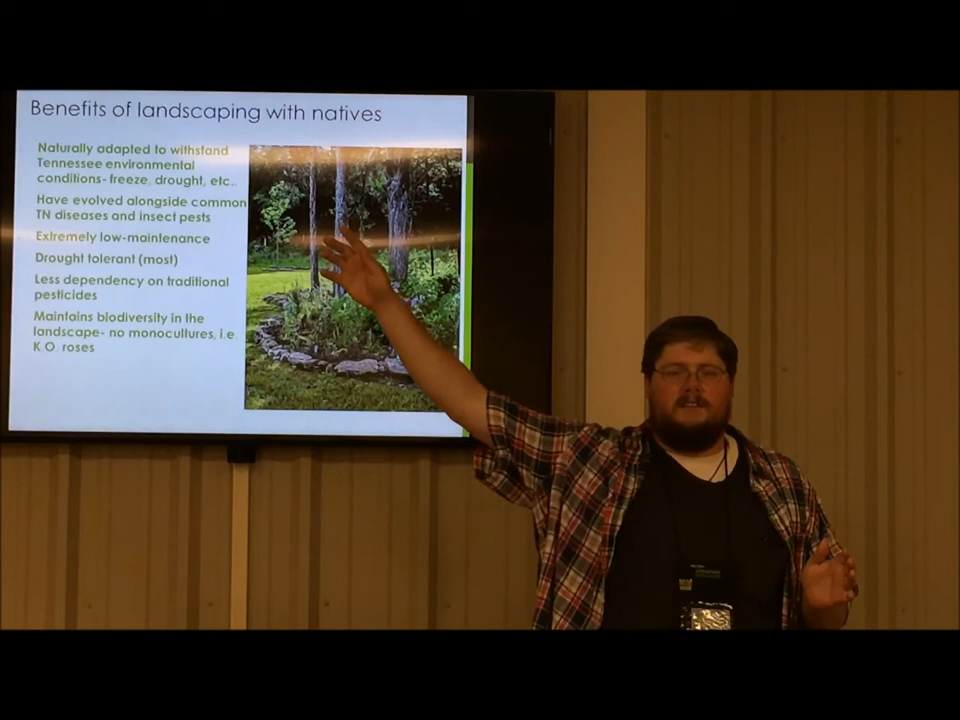 Benefits of landscaping with natives
Naturally adapted to withstand
Tennessee environmental
conditions- freeze, drought, etc..
Have evolved alongside common
TN diseases and insect pests
Extremely low-maintenance
Drought tolerant (most)
Less dependency on traditional
pesticides
Maintains biodiversity in the
landscape- no monocultures, i.e
K.O. roses